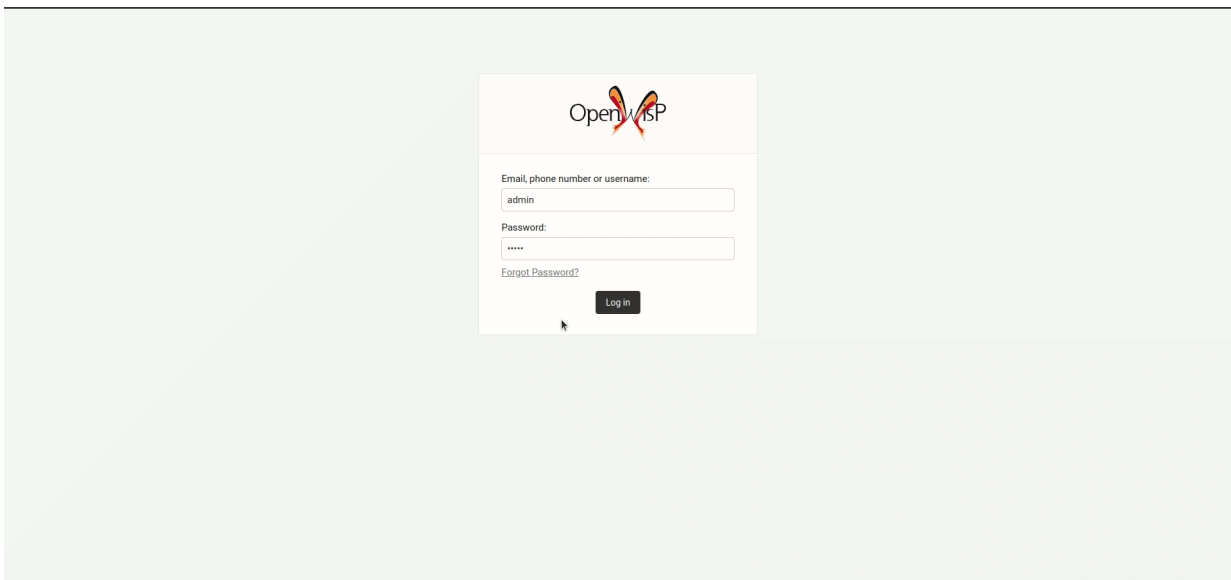 OpenWisP
Email, phone number or username:
admin
Password:
•••••
Forgot Password?
Log in